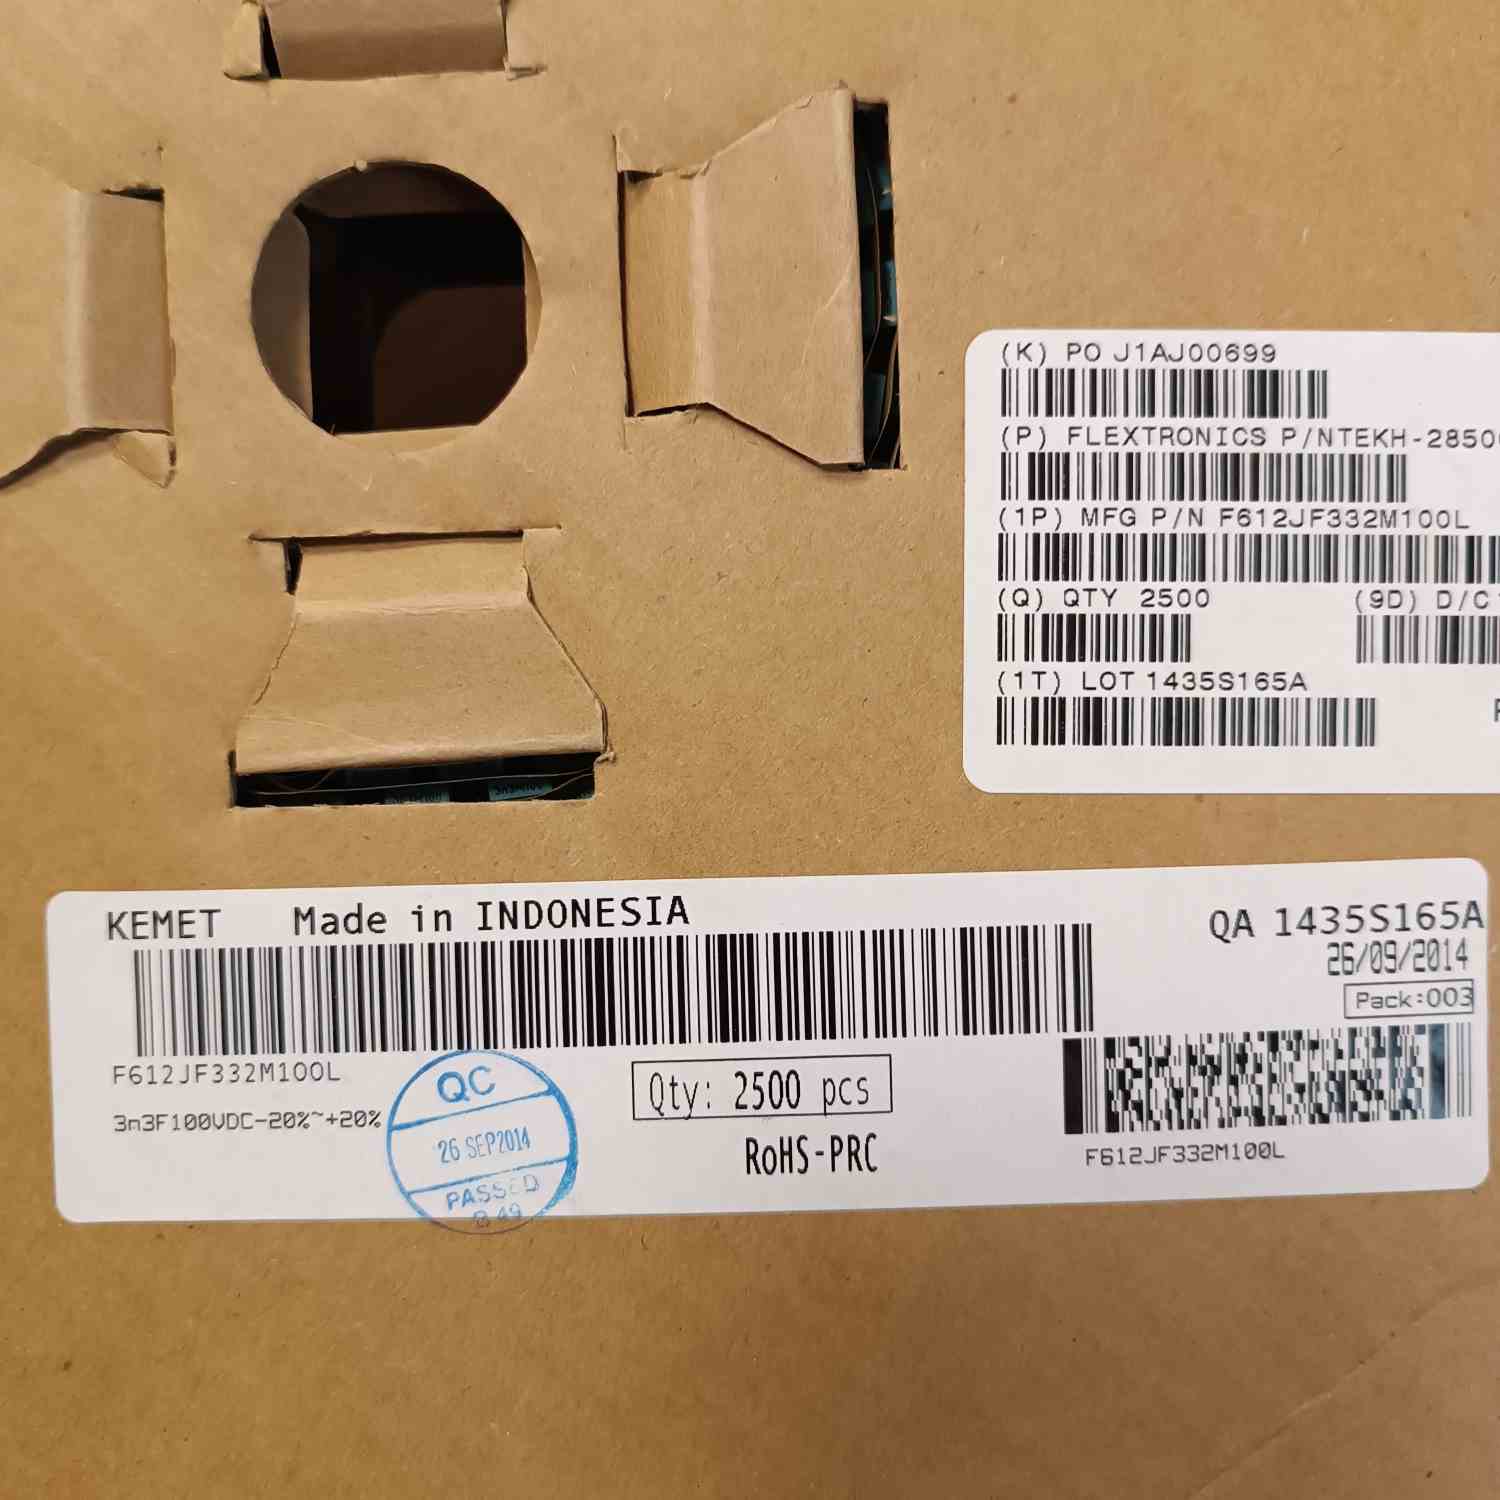 (K) PO J1AJ00699
(P) FLEXTRONICS P/NTEKH-2850
(1P) MFG P/N F612JF332M100L
(Q) QTY 2500 (9D) D/C
(1T) LOT 1435S165A
KEMET Made in INDONESIA
QA 1435S165A
26/09/2014
Pack:003
F612JF332M100L
3n3F100VDC-20%~+20%
QC
26 SEP2014
PASSED
B 49
Qty: 2500 pcs
RoHS-PRC
F612JF332M100L